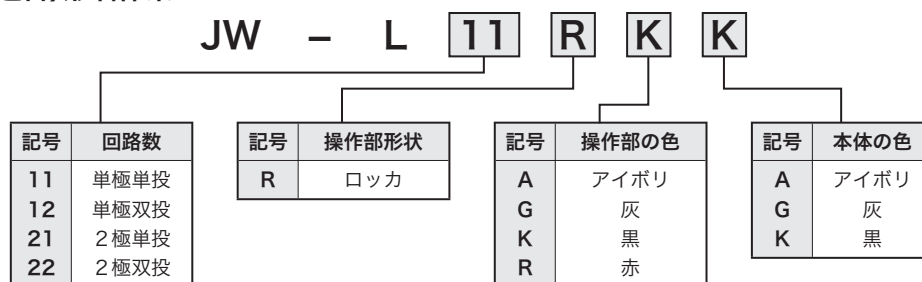 JW – L 11 R K K
記号 回路数
11 単極単投
12 単極双投
21 2極単投
22 2極双投
記号 操作部形状
R ロッカ
記号 操作部の色
A アイボリ
G 灰
K 黒
R 赤
記号 本体の色
A アイボリ
G 灰
K 黒